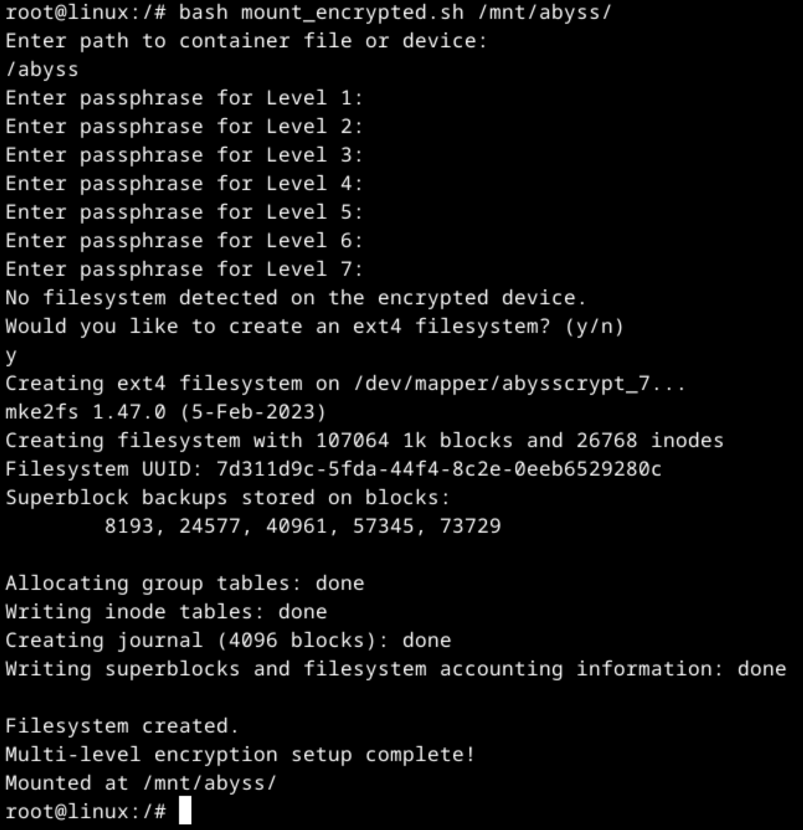 root@linux:/# bash mount_encrypted.sh /mnt/abyss/
Enter path to container file or device:
/abyss
Enter passphrase for Level 1:
Enter passphrase for Level 2:
Enter passphrase for Level 3:
Enter passphrase for Level 4:
Enter passphrase for Level 5:
Enter passphrase for Level 6:
Enter passphrase for Level 7:
No filesystem detected on the encrypted device.
Would you like to create an ext4 filesystem? (y/n)
y
Creating ext4 filesystem on /dev/mapper/abysscrypt_7...
mke2fs 1.47.0 (5-Feb-2023)
Creating filesystem with 107064 1k blocks and 26768 inodes
Filesystem UUID: 7d311d9c-5fda-44f4-8c2e-0eeb6529280c
Superblock backups stored on blocks:
        8193, 24577, 40961, 57345, 73729

Allocating group tables: done
Writing inode tables: done
Creating journal (4096 blocks): done
Writing superblocks and filesystem accounting information: done

Filesystem created.
Multi-level encryption setup complete!
Mounted at /mnt/abyss/
root@linux:/#